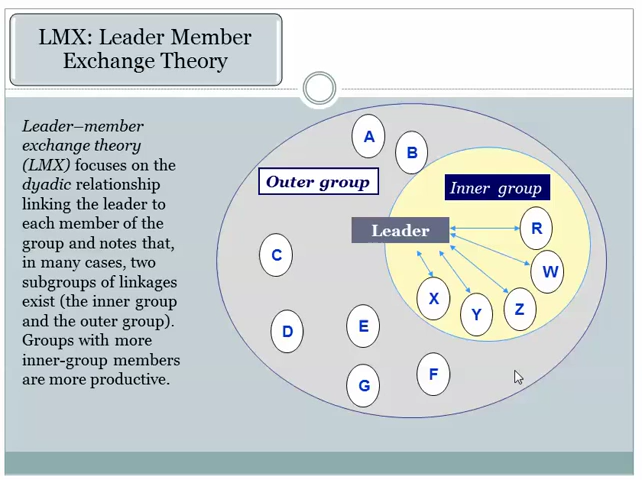 LMX: Leader Member
Exchange Theory
Leader–member
exchange theory
(LMX) focuses on the
dyadic relationship
linking the leader to
each member of the
group and notes that,
in many cases, two
subgroups of linkages
exist (the inner group
and the outer group).
Groups with more
inner-group members
are more productive.
A
B
Outer group
Inner group
Leader
R
C
W
X
Z
Y
D
E
F
G